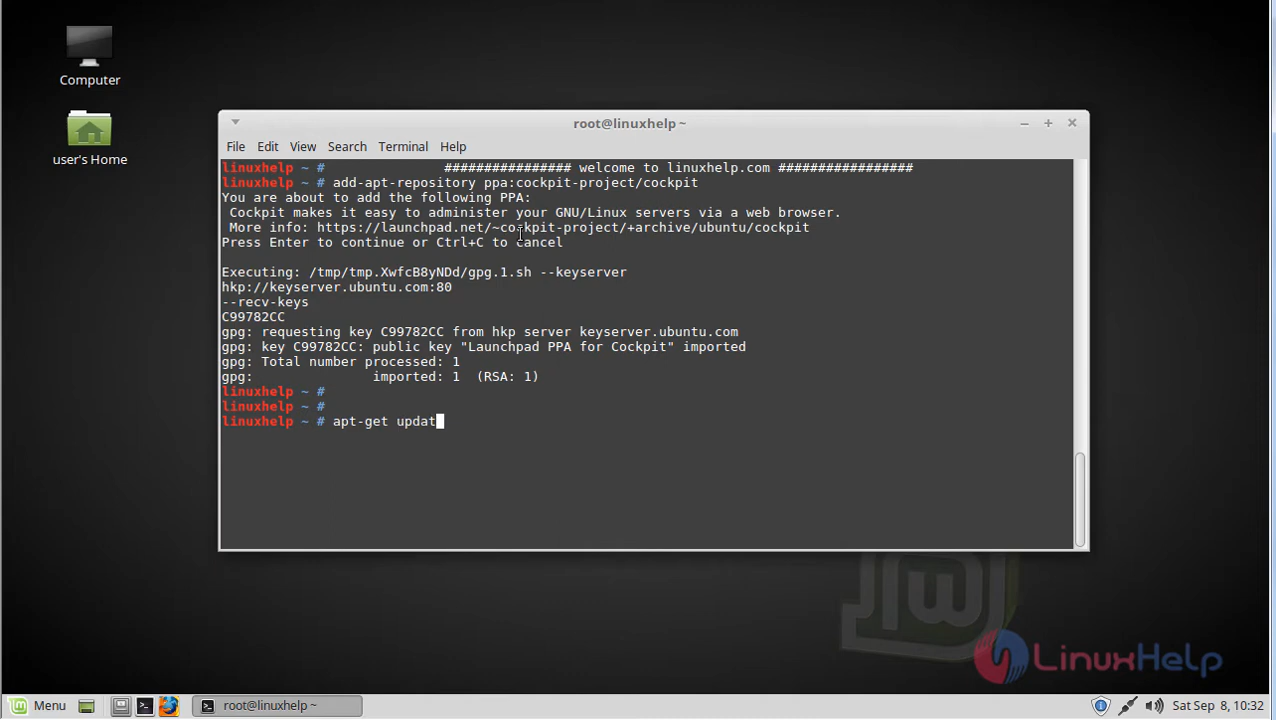 Computer
user's Home
root@linuxhelp ~
File Edit View Search Terminal Help
linuxhelp ~ # ################ welcome to linuxhelp.com #################
linuxhelp ~ # add-apt-repository ppa:cockpit-project/cockpit
You are about to add the following PPA:
Cockpit makes it easy to administer your GNU/Linux servers via a web browser.
More info: https://launchpad.net/~cockpit-project/+archive/ubuntu/cockpit
Press Enter to continue or Ctrl+C to cancel
Executing: /tmp/tmp.XwfcB8yNDd/gpg.1.sh --keyserver
hkp://keyserver.ubuntu.com:80
--recv-keys
C99782CC
gpg: requesting key C99782CC from hkp server keyserver.ubuntu.com
gpg: key C99782CC: public key "Launchpad PPA for Cockpit" imported
gpg: Total number processed: 1
gpg: imported: 1 (RSA: 1)
linuxhelp ~ #
linuxhelp ~ #
linuxhelp ~ # apt-get updat
LinuxHelp
Menu
root@linuxhelp ~
Sat Sep 8, 10:32